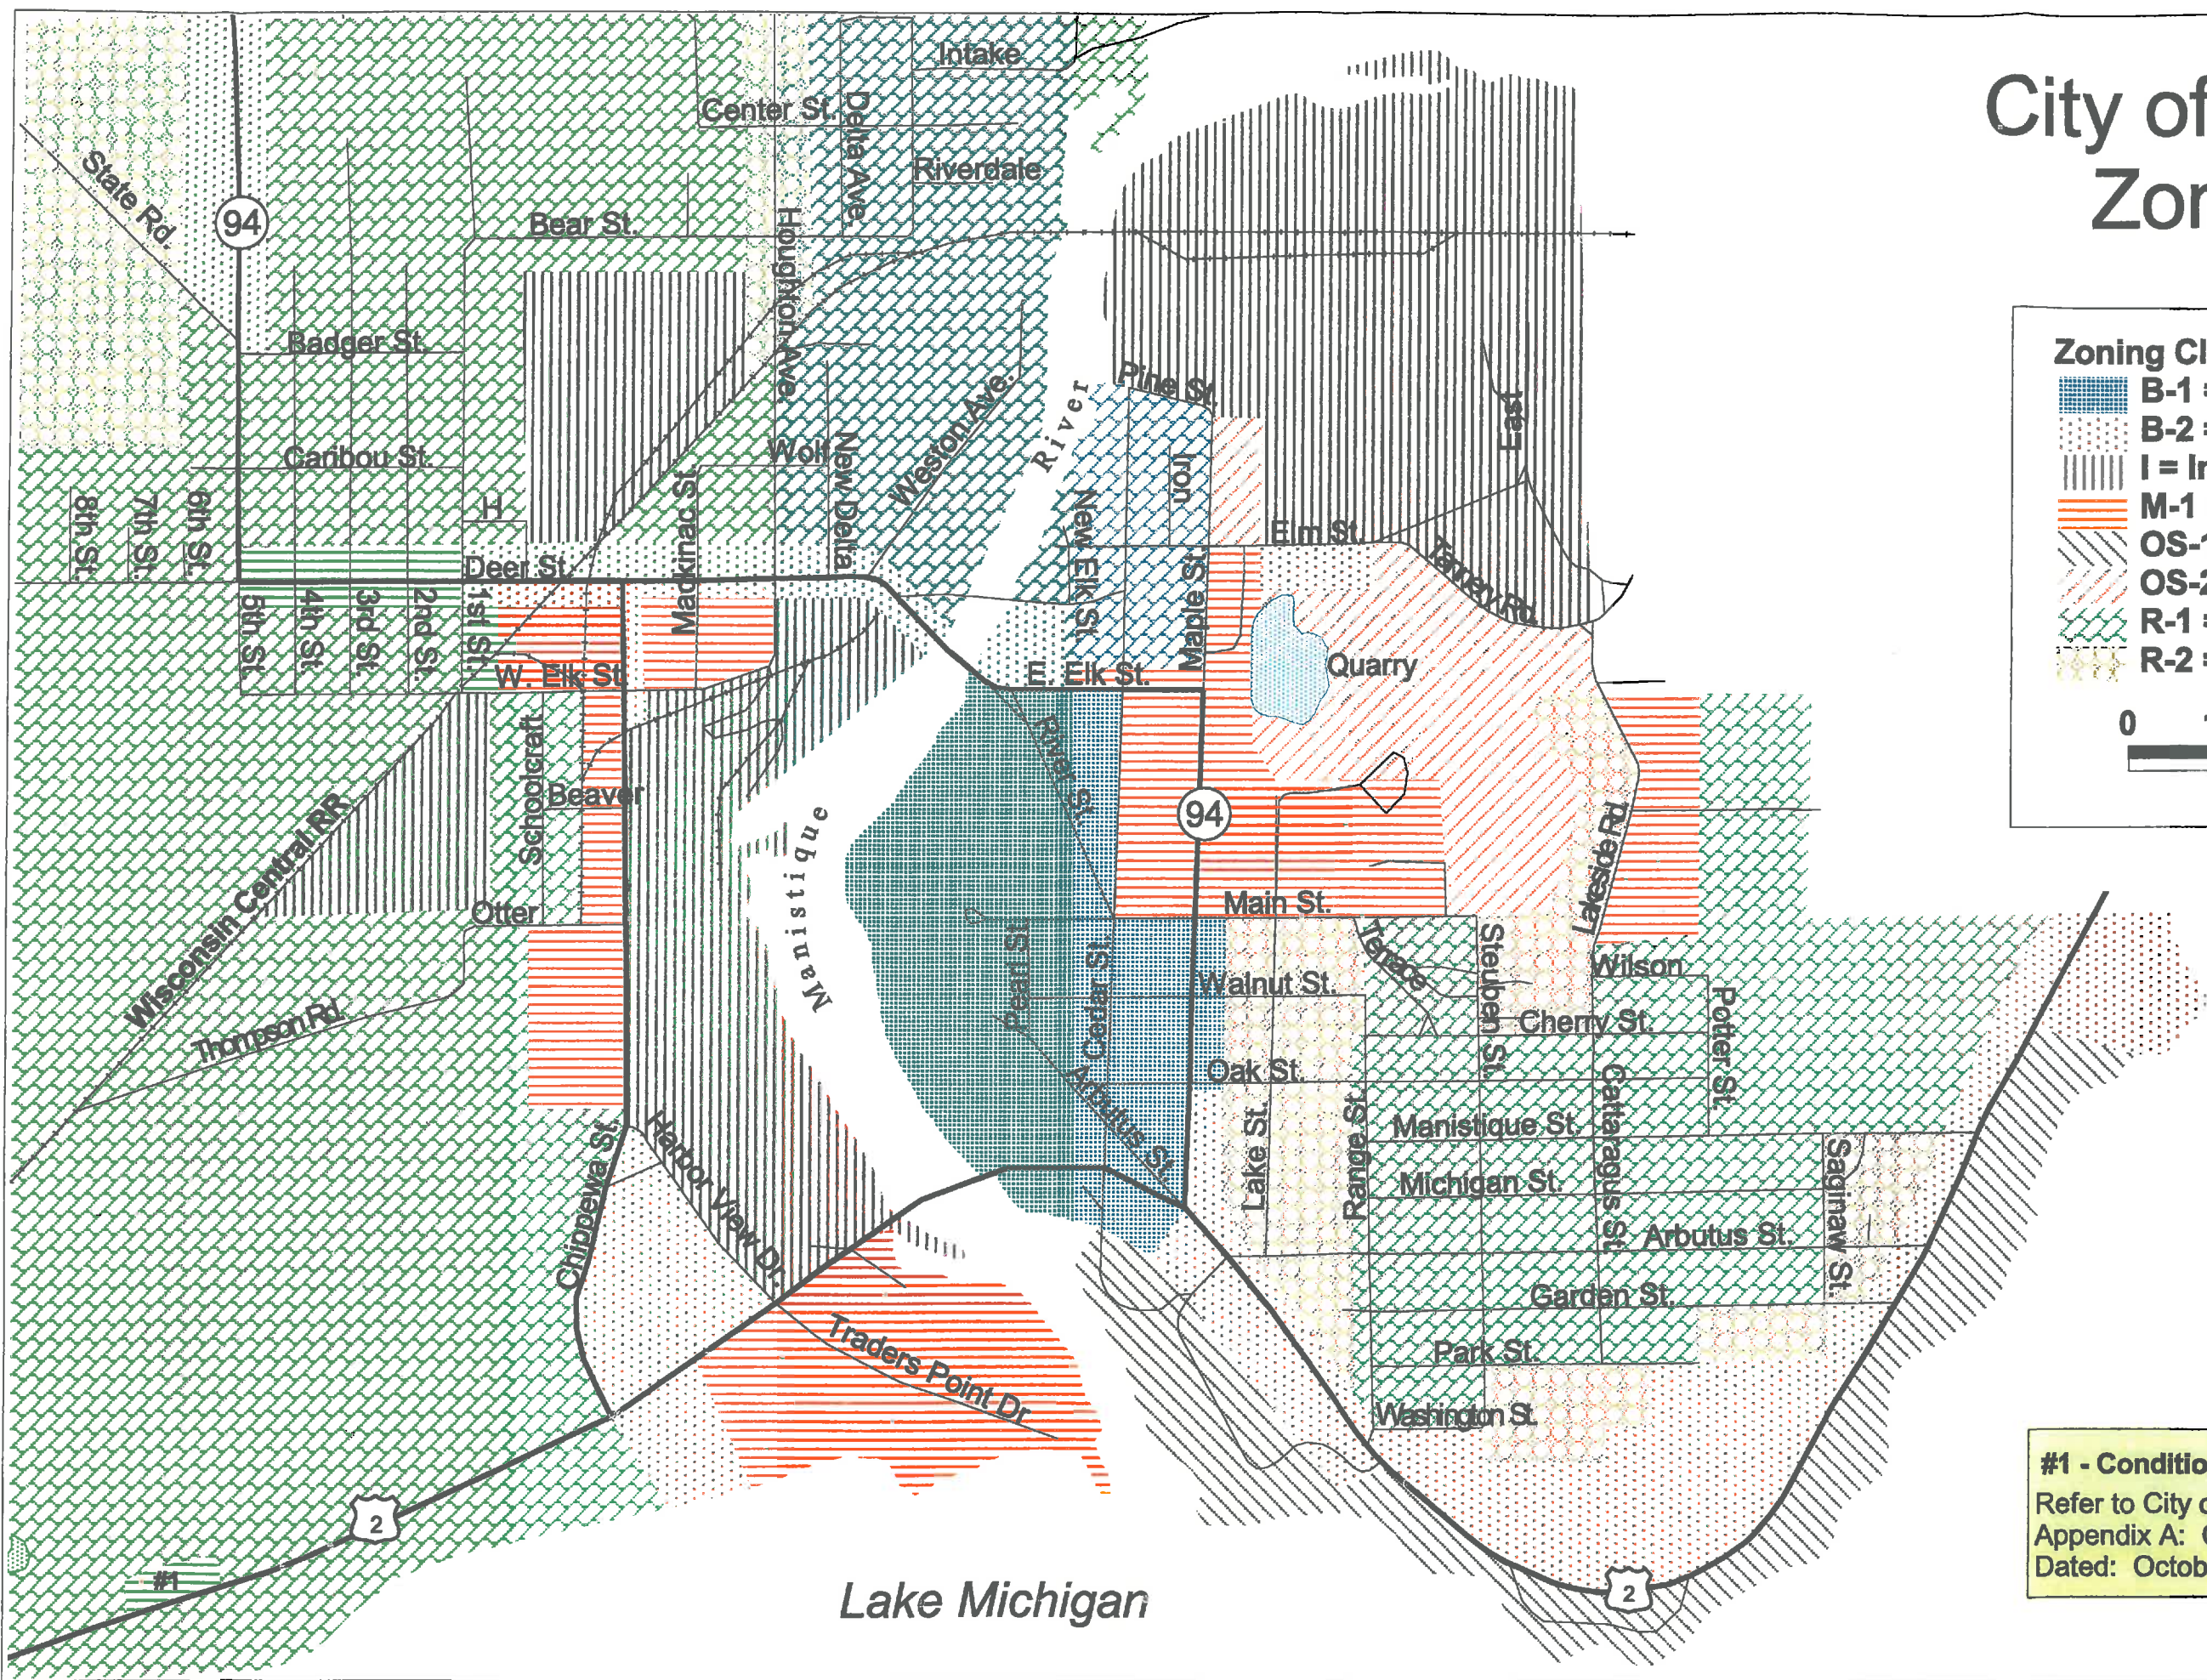 City of
Zor
Intake
Center St.
Delta Ave.
Riverdale
State Rd.
94
Bear St.
Houghton Ave.
Badger St.
Caribou St.
Wolf
New Delta
Weston Ave.
River
Pine St.
Iron
East
8th St.
7th St.
6th St.
H
Mackinac St.
New Elk St.
Elm St.
Tannery Rd.
Deer St.
5th St.
4th St.
3rd St.
2nd St.
1st St.
W. Elk St.
Maple St.
E. Elk St.
Quarry
Schoolcraft
Beaver
River St.
94
Lakeside Rd.
Wisconsin Central RR
Manistique
Otter
Main St.
Thompson Rd.
Pearl St.
Cedar St.
Walnut St.
Terrace
Steuben St.
Wilson
Cherry St.
Potter St.
Oak St.
Arbutus St.
Manistique St.
Cattaragus St.
Lake St.
Range St.
Michigan St.
Saginaw St.
Arbutus St.
Garden St.
Park St.
Washington St.
Chippewa St.
Harbor View Dr.
Traders Point Dr.
2
#1
Lake Michigan
2
Zoning Cl
B-1 =
B-2 =
I = Ir
M-1
OS-1
OS-2
R-1 =
R-2 =
0
#1 - Conditio
Refer to City o
Appendix A:
Dated: Octob